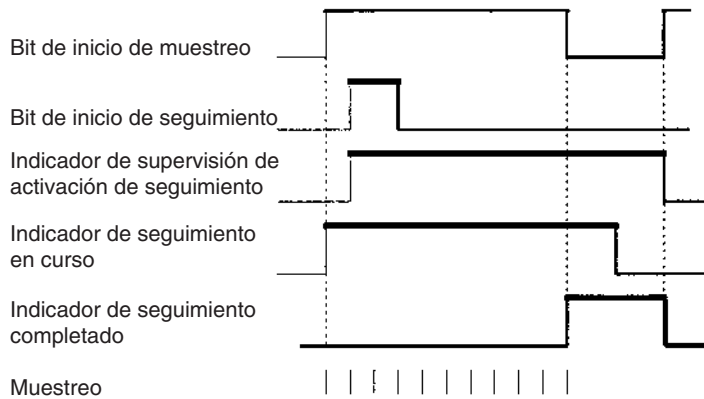 Bit de inicio de muestreo
Bit de inicio de seguimiento
Indicador de supervisión de
activación de seguimiento
Indicador de seguimiento
en curso
Indicador de seguimiento
completado
Muestreo